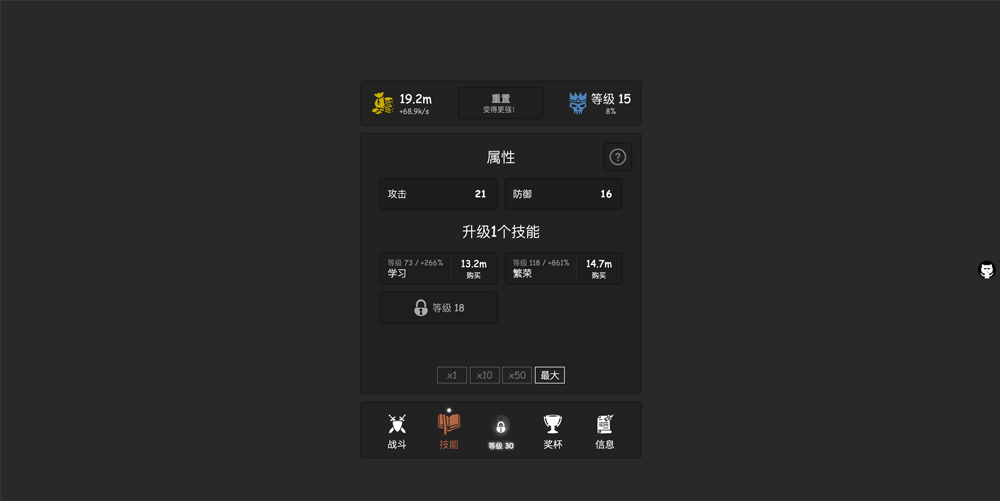 19.2m
+68.9k/s
重置
变得更强!
等级 15
8%
属性
?
攻击 21
防御 16
升级1个技能
等级 73 / +266%
学习
13.2m
购买
等级 118 / +861%
繁荣
14.7m
购买
等级 18
x1 x10 x50 最大
战斗 技能 等级 30 奖杯 信息